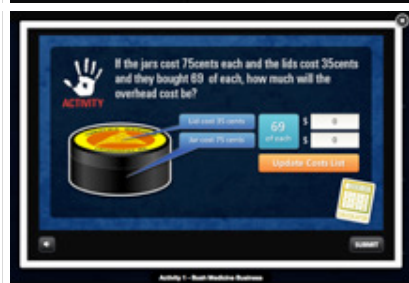 If the jars cost 75cents each and the lids cost 35cents
and they bought 69 of each, how much will the
overhead cost be?
ACTIVITY
Lid cost 35 cents
Jar cost 75 cents
69
of each
$ 0
$ 0
Update Costs List
SUBMIT
Activity 1 - Bush Medicine Business